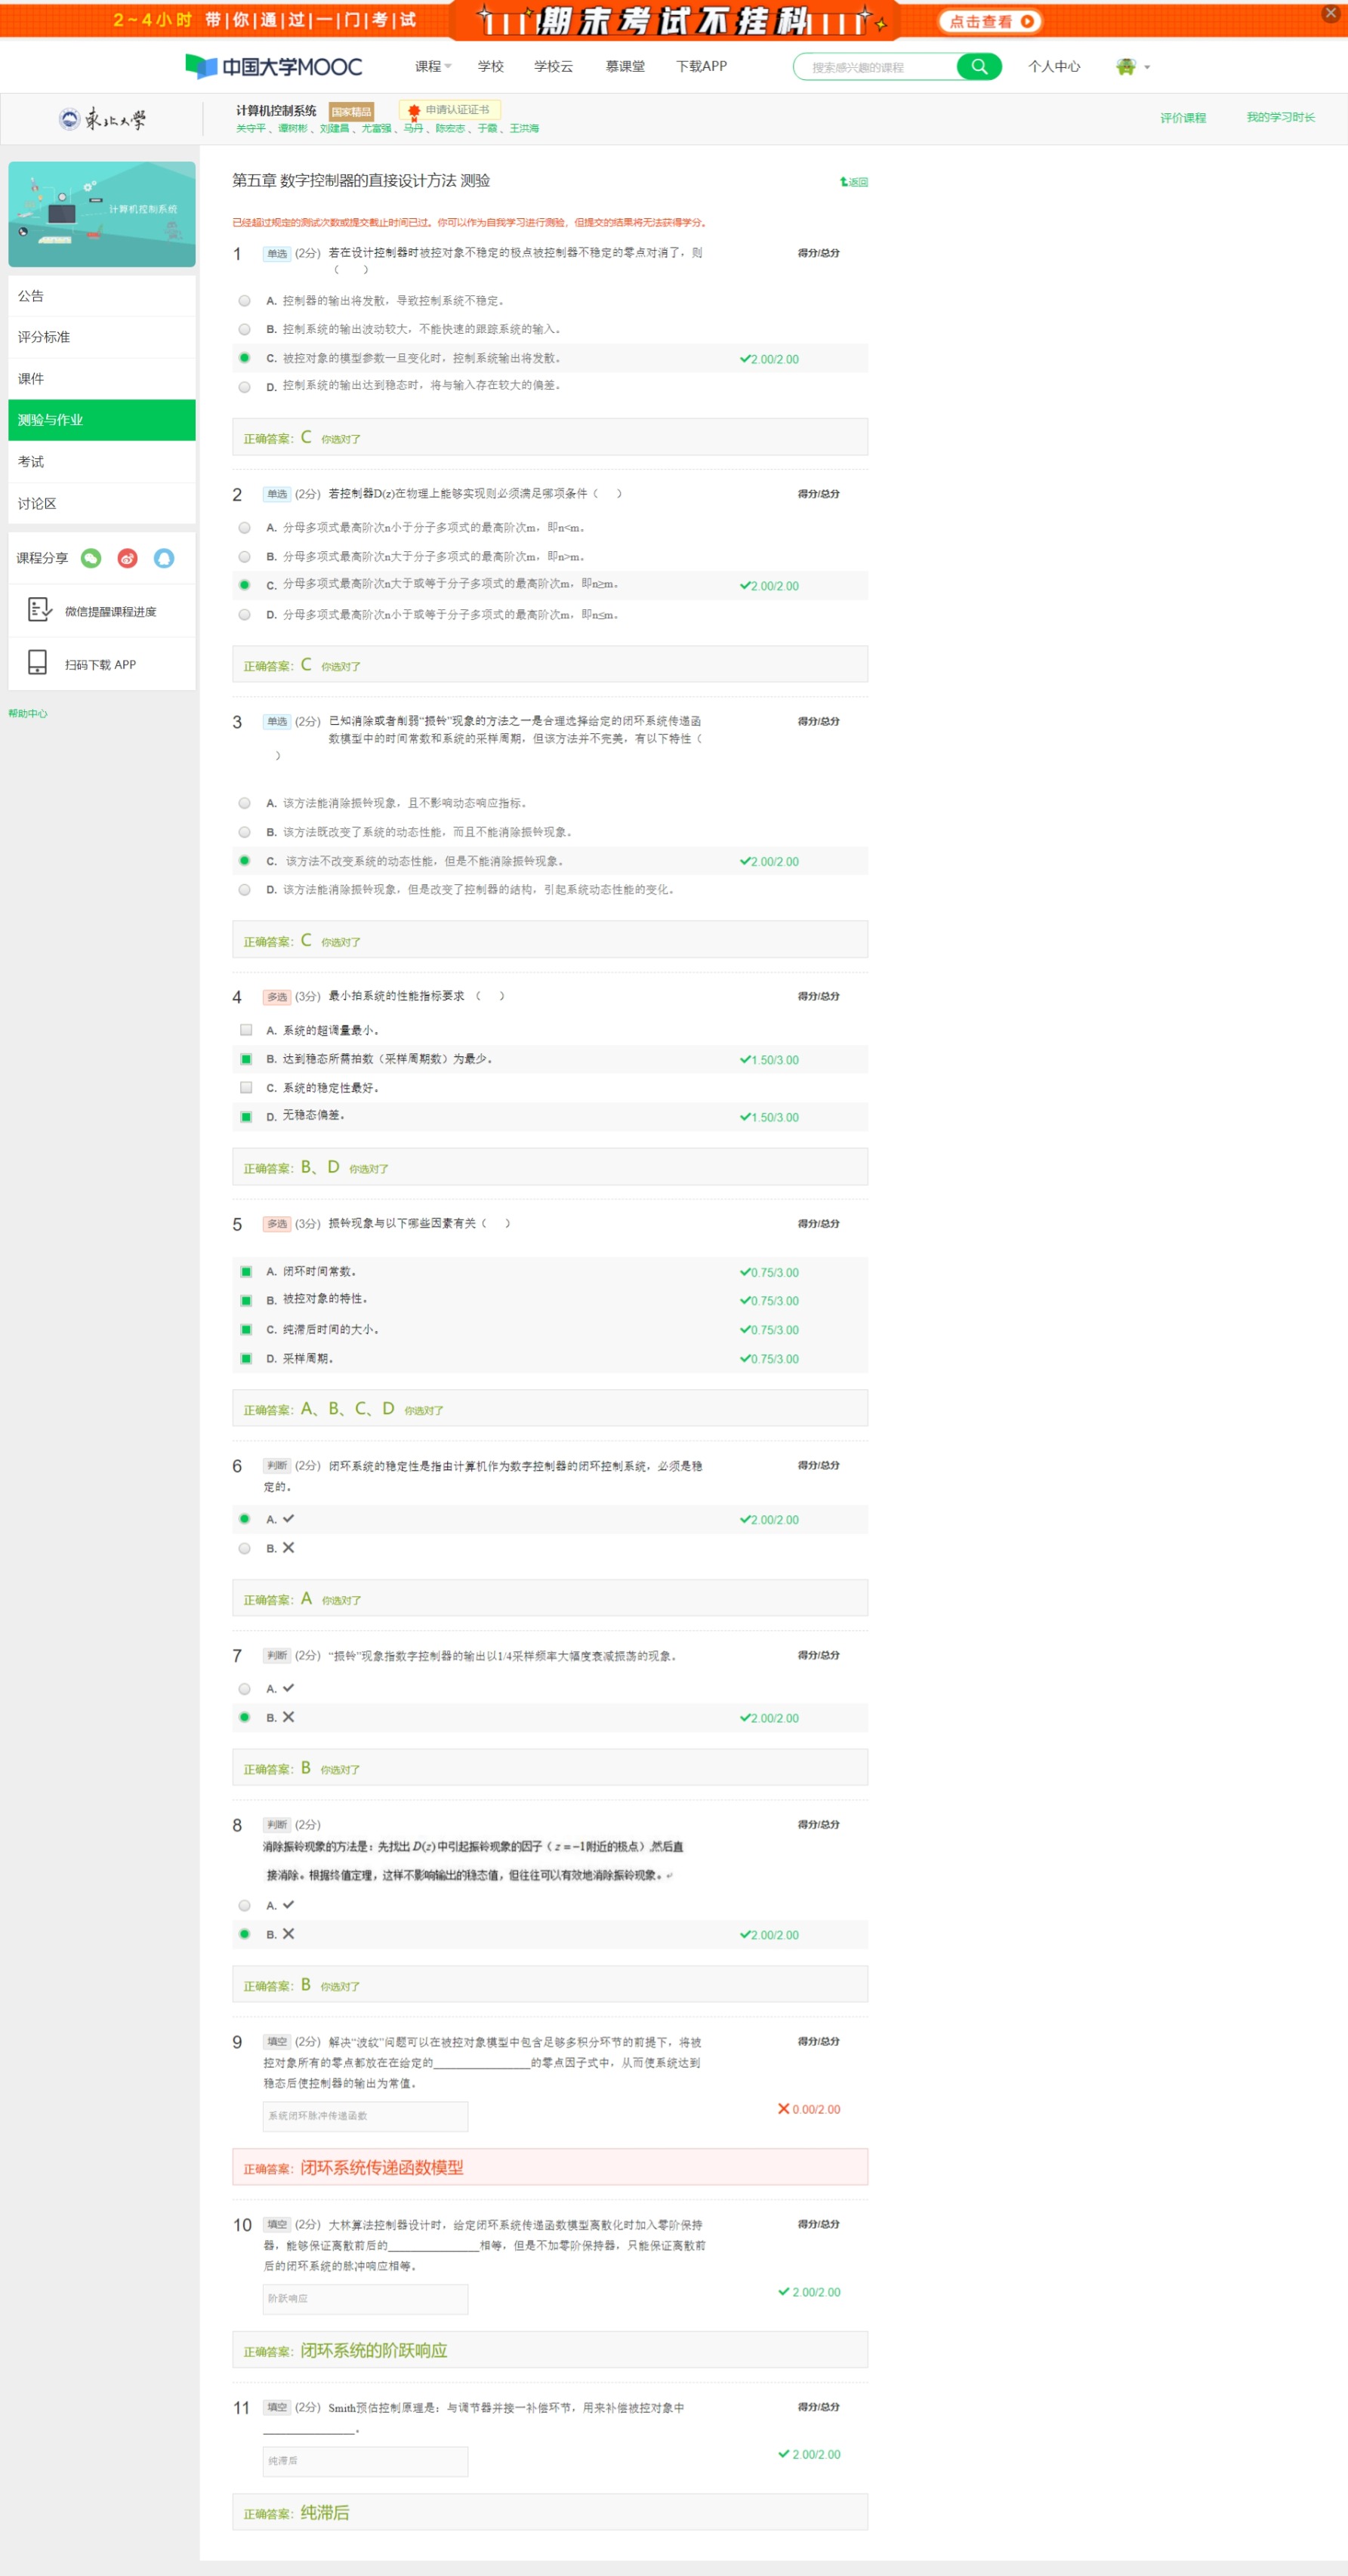 2~4小时 带|你|通|过|一|门|考|试
期末考试不挂科
点击查看
中国大学MOOC
课程
学校
学校云
慕课堂
下载APP
搜索感兴趣的课程
个人中心
东北大学
计算机控制系统 国家精品 申请认证证书
关守平 、谭树彬 、刘建昌 、尤富强 、马丹 、陈宏志 、于霞 、王洪海
评价课程
我的学习时长
计算机控制系统
公告
评分标准
课件
测验与作业
考试
讨论区
课程分享
微信提醒课程进度
扫码下载 APP
帮助中心
第五章 数字控制器的直接设计方法 测验
返回
已经超过规定的测试次数或提交截止时间已过。你可以作为自我学习进行测验，但提交的结果将无法获得学分。
1 单选 (2分) 若在设计控制器时被控对象不稳定的极点被控制器不稳定的零点对消了，则
（ ）
得分/总分
A. 控制器的输出将发散，导致控制系统不稳定。
B. 控制系统的输出波动较大，不能快速的跟踪系统的输入。
C. 被控对象的模型参数一旦变化时，控制系统输出将发散。
✔2.00/2.00
D. 控制系统的输出达到稳态时，将与输入存在较大的偏差。
正确答案：C 你选对了
2 单选 (2分) 若控制器D(z)在物理上能够实现则必须满足哪项条件（ ）
得分/总分
A. 分母多项式最高阶次n小于分子多项式的最高阶次m，即n<m。
B. 分母多项式最高阶次n大于分子多项式的最高阶次m，即n>m。
C. 分母多项式最高阶次n大于或等于分子多项式的最高阶次m，即n≥m。
✔2.00/2.00
D. 分母多项式最高阶次n小于或等于分子多项式的最高阶次m，即n≤m。
正确答案：C 你选对了
3 单选 (2分) 已知消除或者削弱“振铃”现象的方法之一是合理选择给定的闭环系统传递函
数模型中的时间常数和系统的采样周期，但该方法并不完美，有以下特性（
）
得分/总分
A. 该方法能消除振铃现象，且不影响动态响应指标。
B. 该方法既改变了系统的动态性能，而且不能消除振铃现象。
C. 该方法不改变系统的动态性能，但是不能消除振铃现象。
✔2.00/2.00
D. 该方法能消除振铃现象，但是改变了控制器的结构，引起系统动态性能的变化。
正确答案：C 你选对了
4 多选 (3分) 最小拍系统的性能指标要求 （ ）
得分/总分
A. 系统的超调量最小。
B. 达到稳态所需拍数（采样周期数）为最少。
✔1.50/3.00
C. 系统的稳定性最好。
D. 无稳态偏差。
✔1.50/3.00
正确答案：B、D 你选对了
5 多选 (3分) 振铃现象与以下哪些因素有关（ ）
得分/总分
A. 闭环时间常数。
✔0.75/3.00
B. 被控对象的特性。
✔0.75/3.00
C. 纯滞后时间的大小。
✔0.75/3.00
D. 采样周期。
✔0.75/3.00
正确答案：A、B、C、D 你选对了
6 判断 (2分) 闭环系统的稳定性是指由计算机作为数字控制器的闭环控制系统，必须是稳
定的。
得分/总分
A. ✔
✔2.00/2.00
B. ✕
正确答案：A 你选对了
7 判断 (2分) “振铃”现象指数字控制器的输出以1/4采样频率大幅度衰减振荡的现象。
得分/总分
A. ✔
B. ✕
✔2.00/2.00
正确答案：B 你选对了
8 判断 (2分)
得分/总分
消除振铃现象的方法是：先找出 D(z) 中引起振铃现象的因子（ z = −1附近的极点）,然后直
接消除。根据终值定理，这样不影响输出的稳态值，但往往可以有效地消除振铃现象。↵
A. ✔
B. ✕
✔2.00/2.00
正确答案：B 你选对了
9 填空 (2分) 解决“波纹”问题可以在被控对象模型中包含足够多积分环节的前提下，将被
控对象所有的零点都放在在给定的________________的零点因子式中，从而使系统达到
稳态后使控制器的输出为常值。
得分/总分
系统闭环脉冲传递函数
✕ 0.00/2.00
正确答案：闭环系统传递函数模型
10 填空 (2分) 大林算法控制器设计时，给定闭环系统传递函数模型离散化时加入零阶保持
器，能够保证离散前后的_______________相等，但是不加零阶保持器，只能保证离散前
后的闭环系统的脉冲响应相等。
得分/总分
阶跃响应
✔ 2.00/2.00
正确答案：闭环系统的阶跃响应
11 填空 (2分) Smith预估控制原理是：与调节器并接一补偿环节，用来补偿被控对象中
_______________。
得分/总分
纯滞后
✔ 2.00/2.00
正确答案：纯滞后